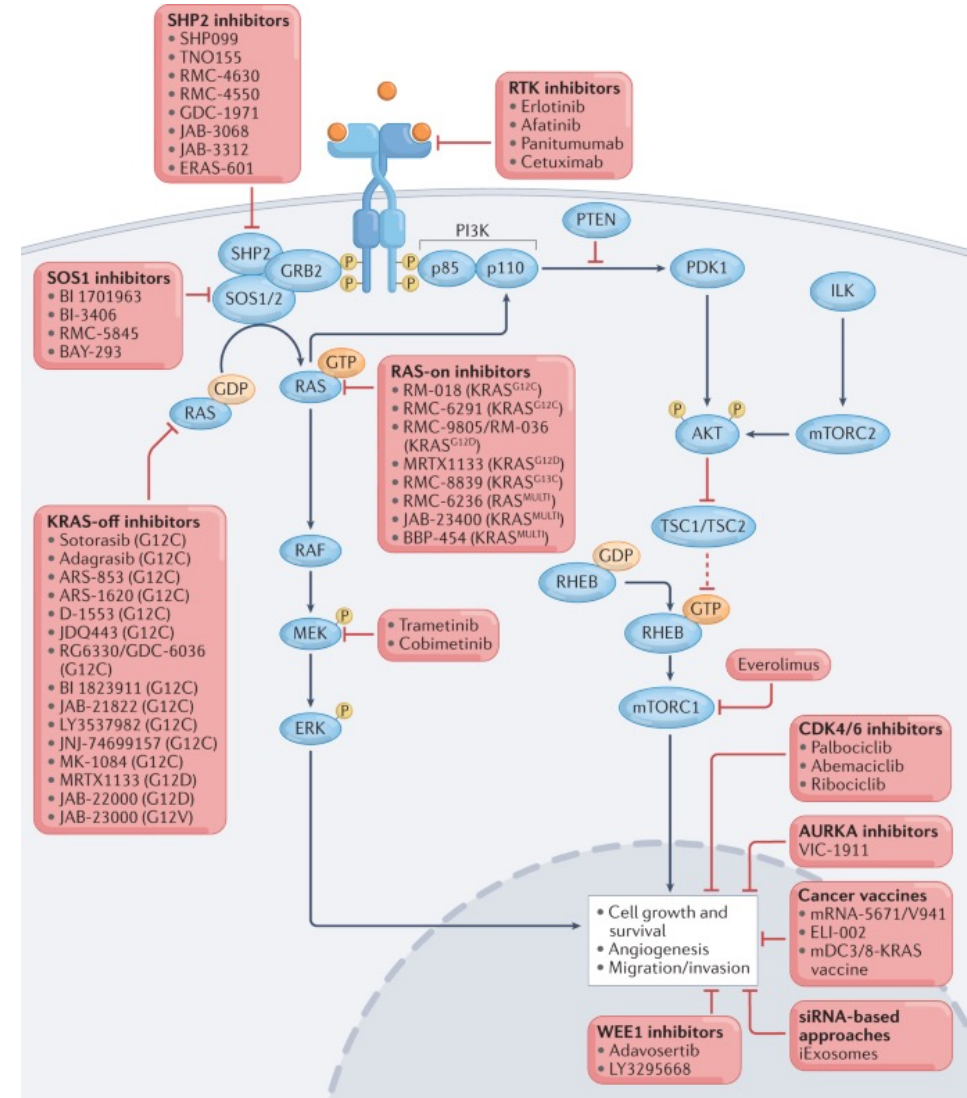 SHP2 inhibitors
• SHP099
• TNO155
• RMC-4630
• RMC-4550
• GDC-1971
• JAB-3068
• JAB-3312
• ERAS-601
RTK inhibitors
• Erlotinib
• Afatinib
• Panitumumab
• Cetuximab
SOS1 inhibitors
• BI 1701963
• BI-3406
• RMC-5845
• BAY-293
SHP2
GRB2
SOS1/2
P
P
P
P
PI3K
p85
p110
PTEN
PDK1
ILK
GDP
RAS
GTP
RAS
RAS-on inhibitors
• RM-018 (KRASG12C)
• RMC-6291 (KRASG12C)
• RMC-9805/RM-036
(KRASG12D)
• MRTX1133 (KRASG12D)
• RMC-8839 (KRASG13C)
• RMC-6236 (RASMULTI)
• JAB-23400 (KRASMULTI)
• BBP-454 (KRASMULTI)
P
P
AKT
mTORC2
TSC1/TSC2
KRAS-off inhibitors
• Sotorasib (G12C)
• Adagrasib (G12C)
• ARS-853 (G12C)
• ARS-1620 (G12C)
• D-1553 (G12C)
• JDQ443 (G12C)
• RG6330/GDC-6036
(G12C)
• BI 1823911 (G12C)
• JAB-21822 (G12C)
• LY3537982 (G12C)
• JNJ-74699157 (G12C)
• MK-1084 (G12C)
• MRTX1133 (G12D)
• JAB-22000 (G12D)
• JAB-23000 (G12V)
RAF
MEK
P
• Trametinib
• Cobimetinib
ERK
P
GDP
RHEB
GTP
RHEB
mTORC1
Everolimus
CDK4/6 inhibitors
• Palbociclib
• Abemaciclib
• Ribociclib
AURKA inhibitors
VIC-1911
Cancer vaccines
• mRNA-5671/V941
• ELI-002
• mDC3/8-KRAS
vaccine
• Cell growth and
survival
• Angiogenesis
• Migration/invasion
WEE1 inhibitors
• Adavosertib
• LY3295668
siRNA-based
approaches
iExosomes